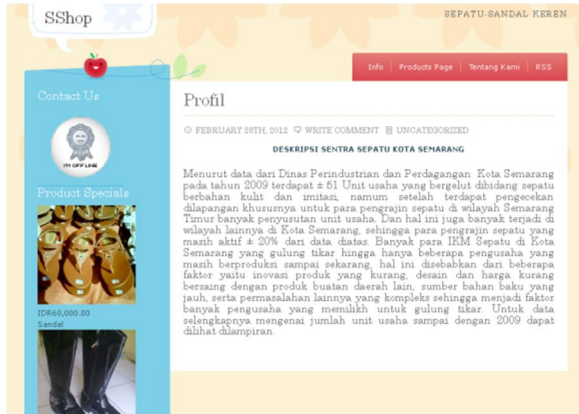 SShop
SEPATU-SANDAL KEREN
Info
Products Page
Tentang Kami
RSS
Contact Us
I'M OFFLINE
Product Specials
IDR60,000.00
Sandal
Profil
FEBRUARY 28TH, 2012 WRITE COMMENT UNCATEGORIZED
DESKRIPSI SENTRA SEPATU KOTA SEMARANG
Menurut data dari Dinas Perindustrian dan Perdagangan Kota Semarang
pada tahun 2009 terdapat ± 51 Unit usaha yang bergelut dibidang sepatu
berbahan kulit dan imitasi, namum setelah terdapat pengecekan
dilapangan khususnya untuk para pengrajin sepatu di wilayah Semarang
Timur banyak penyusutan unit usaha. Dan hal ini juga banyak terjadi di
wilayah lainnya di Kota Semarang, sehingga para pengrajin sepatu yang
masih aktif ± 20% dari data diatas. Banyak para IKM Sepatu di Kota
Semarang yang gulung tikar hingga hanya beberapa pengusaha yang
masih berproduksi sampai sekarang, hal ini disebabkan dari beberapa
faktor yaitu inovasi produk yang kurang, desain dan harga kurang
bersaing dengan produk buatan daerah lain, sumber bahan baku yang
jauh, serta permasalahan lainnya yang kompleks sehingga menjadi faktor
banyak pengusaha yang memilikh untuk gulung tikar. Untuk data
selengkapnya mengenai jumlah unit usaha sampai dengan 2009 dapat
dilihat dilampiran.